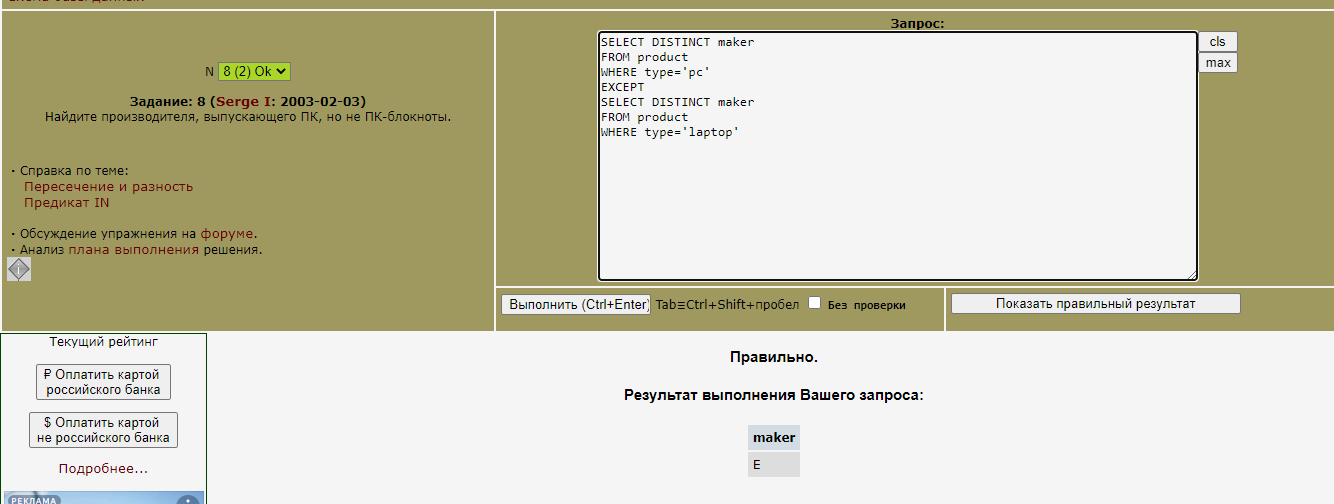 Запрос:
SELECT DISTINCT maker
FROM product
WHERE type='pc'
EXCEPT
SELECT DISTINCT maker
FROM product
WHERE type='laptop'
cls
max
N 8 (2) Ok
Задание: 8 (Serge I: 2003-02-03)
Найдите производителя, выпускающего ПК, но не ПК-блокноты.
· Справка по теме:
Пересечение и разность
Предикат IN
· Обсуждение упражнения на форуме.
· Анализ плана выполнения решения.
Выполнить (Ctrl+Enter) Tab≡Ctrl+Shift+пробел Без проверки
Показать правильный результат
Текущий рейтинг
₽ Оплатить картой
российского банка
$ Оплатить картой
не российского банка
Подробнее...
РЕКЛАМА
Правильно.
Результат выполнения Вашего запроса:
maker
E